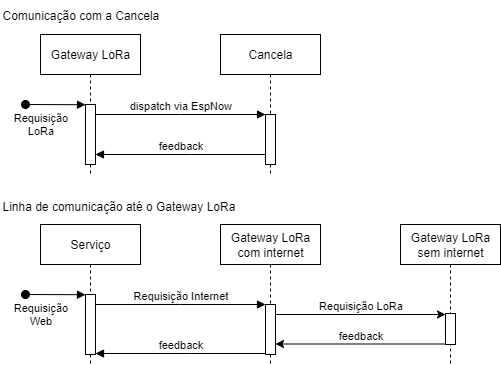 Comunicação com a Cancela
Gateway LoRa
Cancela
dispatch via EspNow
Requisição
LoRa
feedback
Linha de comunicação até o Gateway LoRa
Serviço
Gateway LoRa
com internet
Gateway LoRa
sem internet
Requisição Internet
Requisição
Web
Requisição LoRa
feedback
feedback